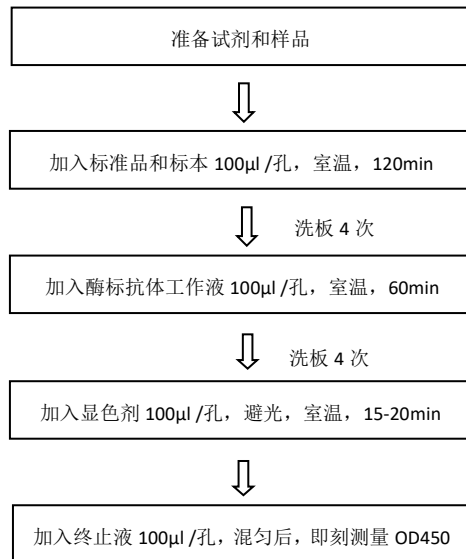 准备试剂和样品
加入标准品和标本 100μl /孔，室温，120min
洗板 4 次
加入酶标抗体工作液 100μl /孔，室温，60min
洗板 4 次
加入显色剂 100μl /孔，避光，室温，15-20min
加入终止液 100μl /孔，混匀后，即刻测量 OD450